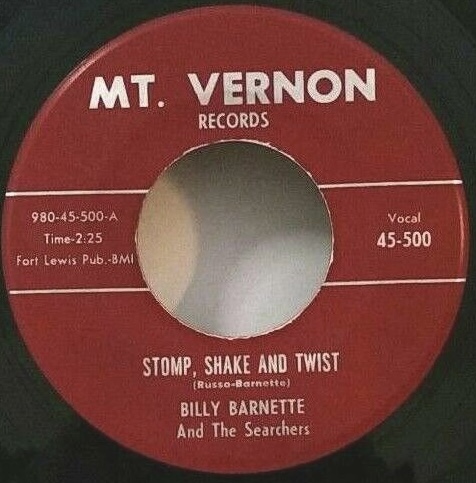 MT. VERNON
RECORDS
980-45-500-A
Time-2:25
Fort Lewis Pub.-BMI
Vocal
45-500
STOMP, SHAKE AND TWIST
(Russo-Barnette)
BILLY BARNETTE
And The Searchers